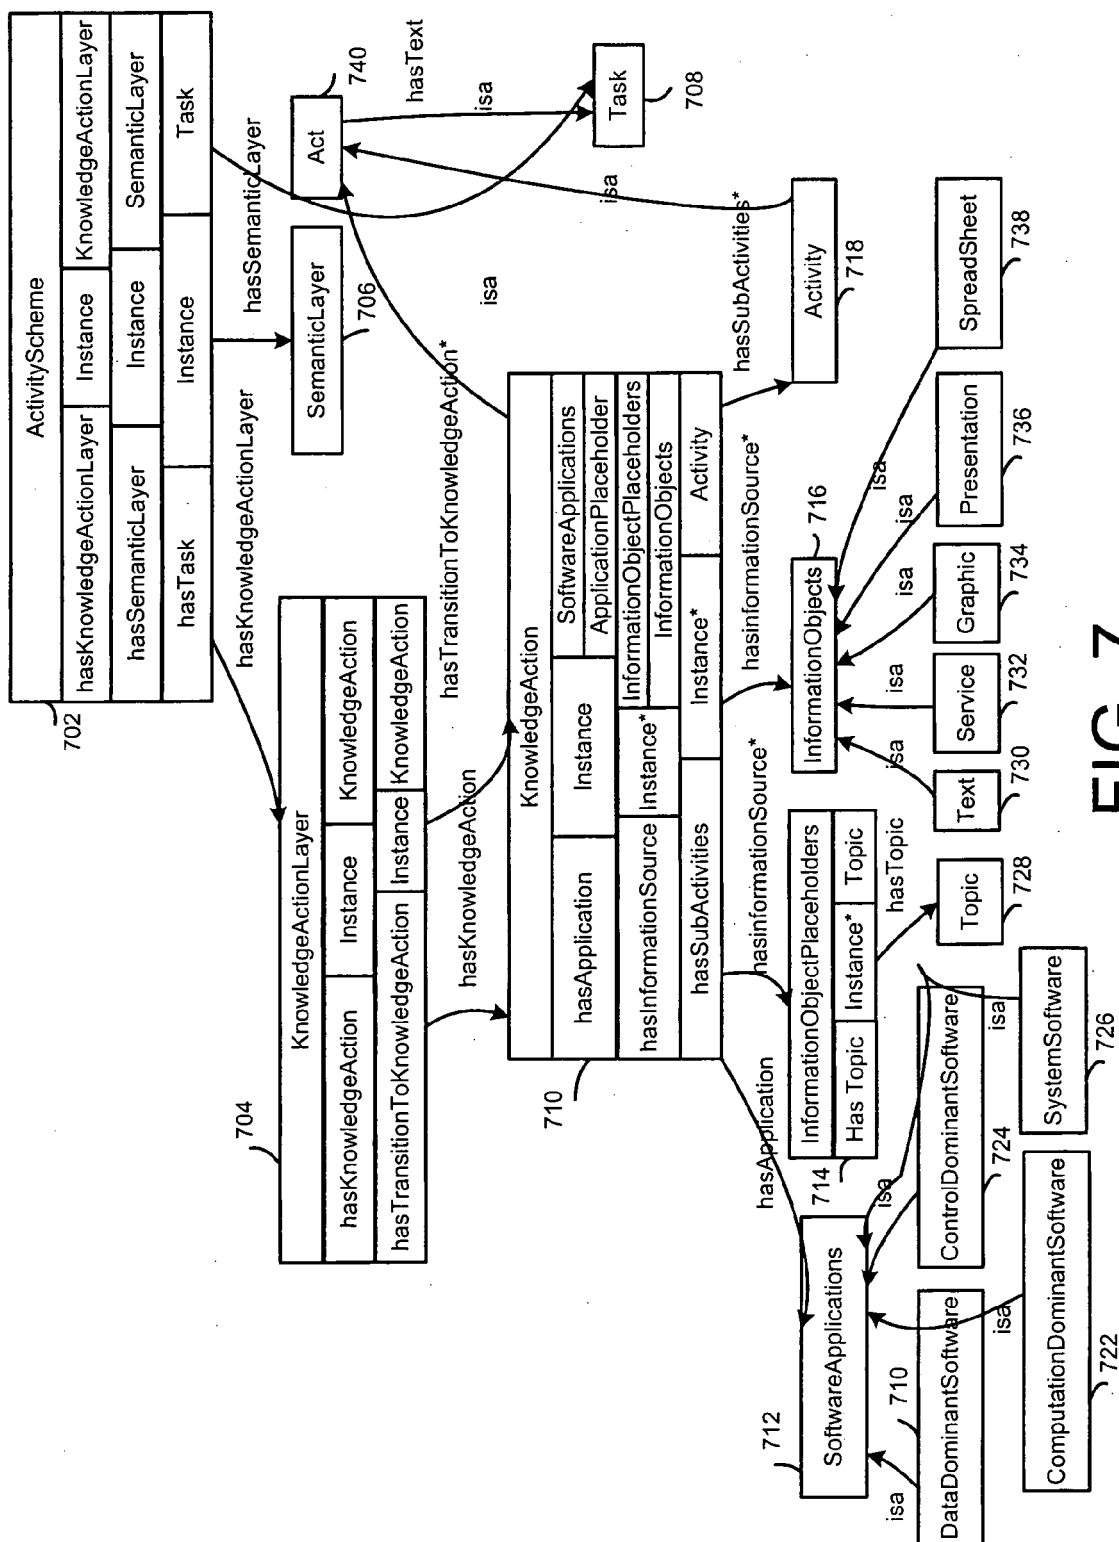 ActivityScheme
hasKnowledgeActionLayer Instance KnowledgeActionLayer
hasSemanticLayer Instance SemanticLayer
hasTask Instance Task
702
hasKnowledgeActionLayer
hasSemanticLayer
hasText
704
KnowledgeActionLayer
hasKnowledgeAction Instance KnowledgeAction
hasTransitionToKnowledgeAction Instance KnowledgeAction
SemanticLayer
706
Act
740
isa
isa
isa
Task
708
hasKnowledgeAction
hasTransitionToKnowledgeAction*
710
KnowledgeAction
hasApplication Instance SoftwareApplications
ApplicationPlaceholder
hasInformationSource Instance* InformationObjectPlaceholders
InformationObjects
hasSubActivities Instance* Activity
hasApplication
hasinformationSource*
hasinformationSource*
hasSubActivities*
712
SoftwareApplications
714
InformationObjectPlaceholders
Has Topic Instance* Topic
hasTopic
InformationObjects
716
Activity
718
isa
isa
isa
isa
isa
isa
isa
isa
isa
DataDominantSoftware
710
ControlDominantSoftware
724
Topic
728
Text
730
Service
732
Graphic
734
Presentation
736
SpreadSheet
738
ComputationDominantSoftware
722
SystemSoftware
726
FIG 7